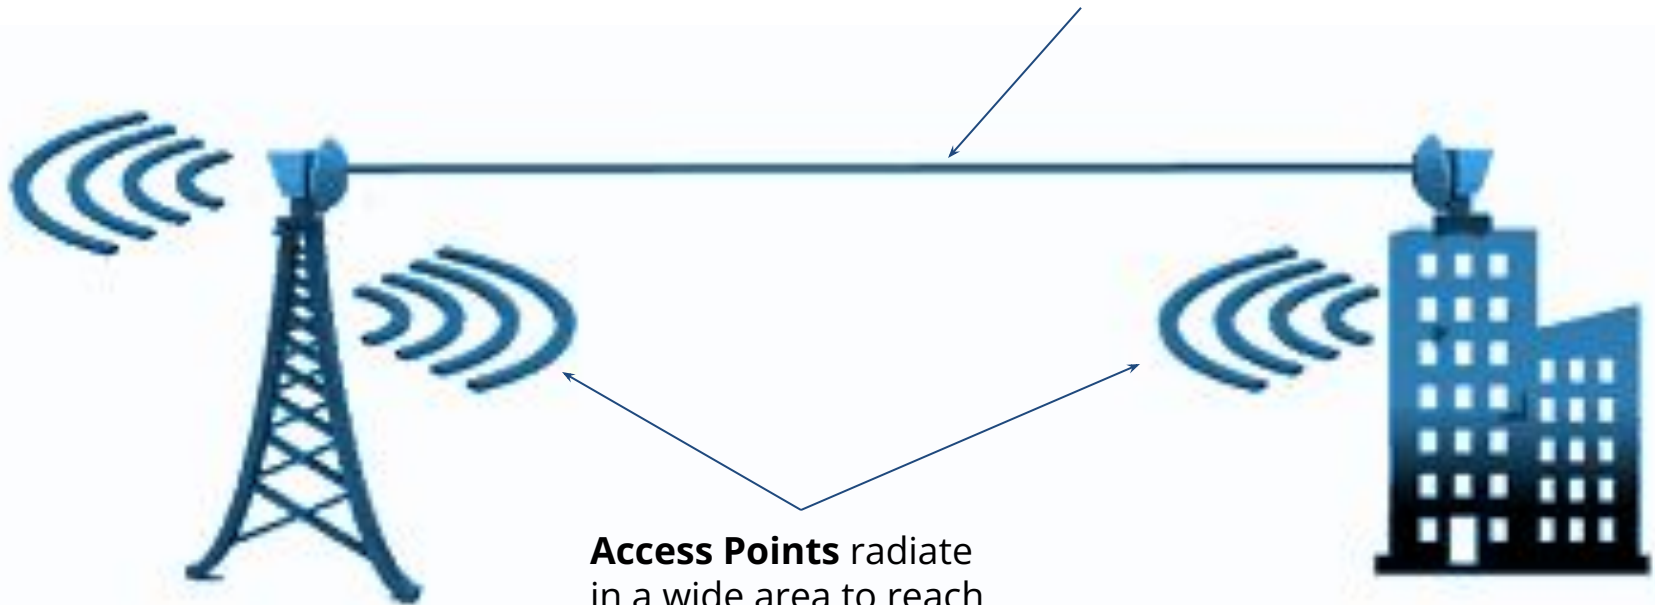 Access Points radiate
in a wide area to reach